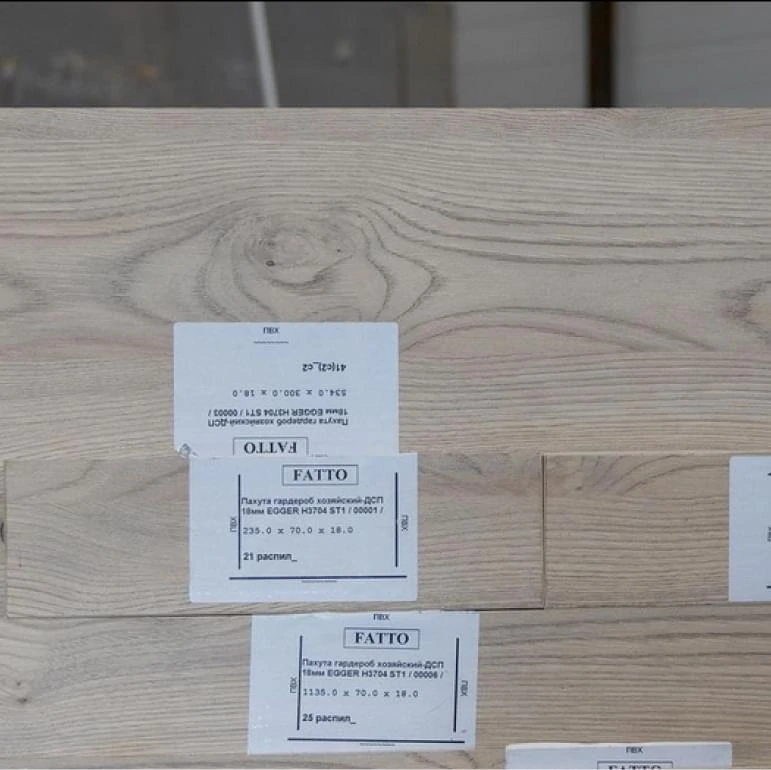 ПВХ
41(c2)_c2
534.0 x 300.0 x 18.0
Пахута гардероб хозяйский-ДСП
18мм EGGER H3704 ST1 / 00003 /
FATTO
FATTO
Пахута гардероб хозяйский-ДСП
18мм EGGER H3704 ST1 / 00001 /
ПВХ
235.0 x 70.0 x 18.0
ПВХ
21 распил_
ПВХ
FATTO
Пахута гардероб хозяйский-ДСП
18мм EGGER H3704 ST1 / 00006 /
ПВХ
1135.0 x 70.0 x 18.0
ПВХ
25 распил_
ПВХ
FATTO